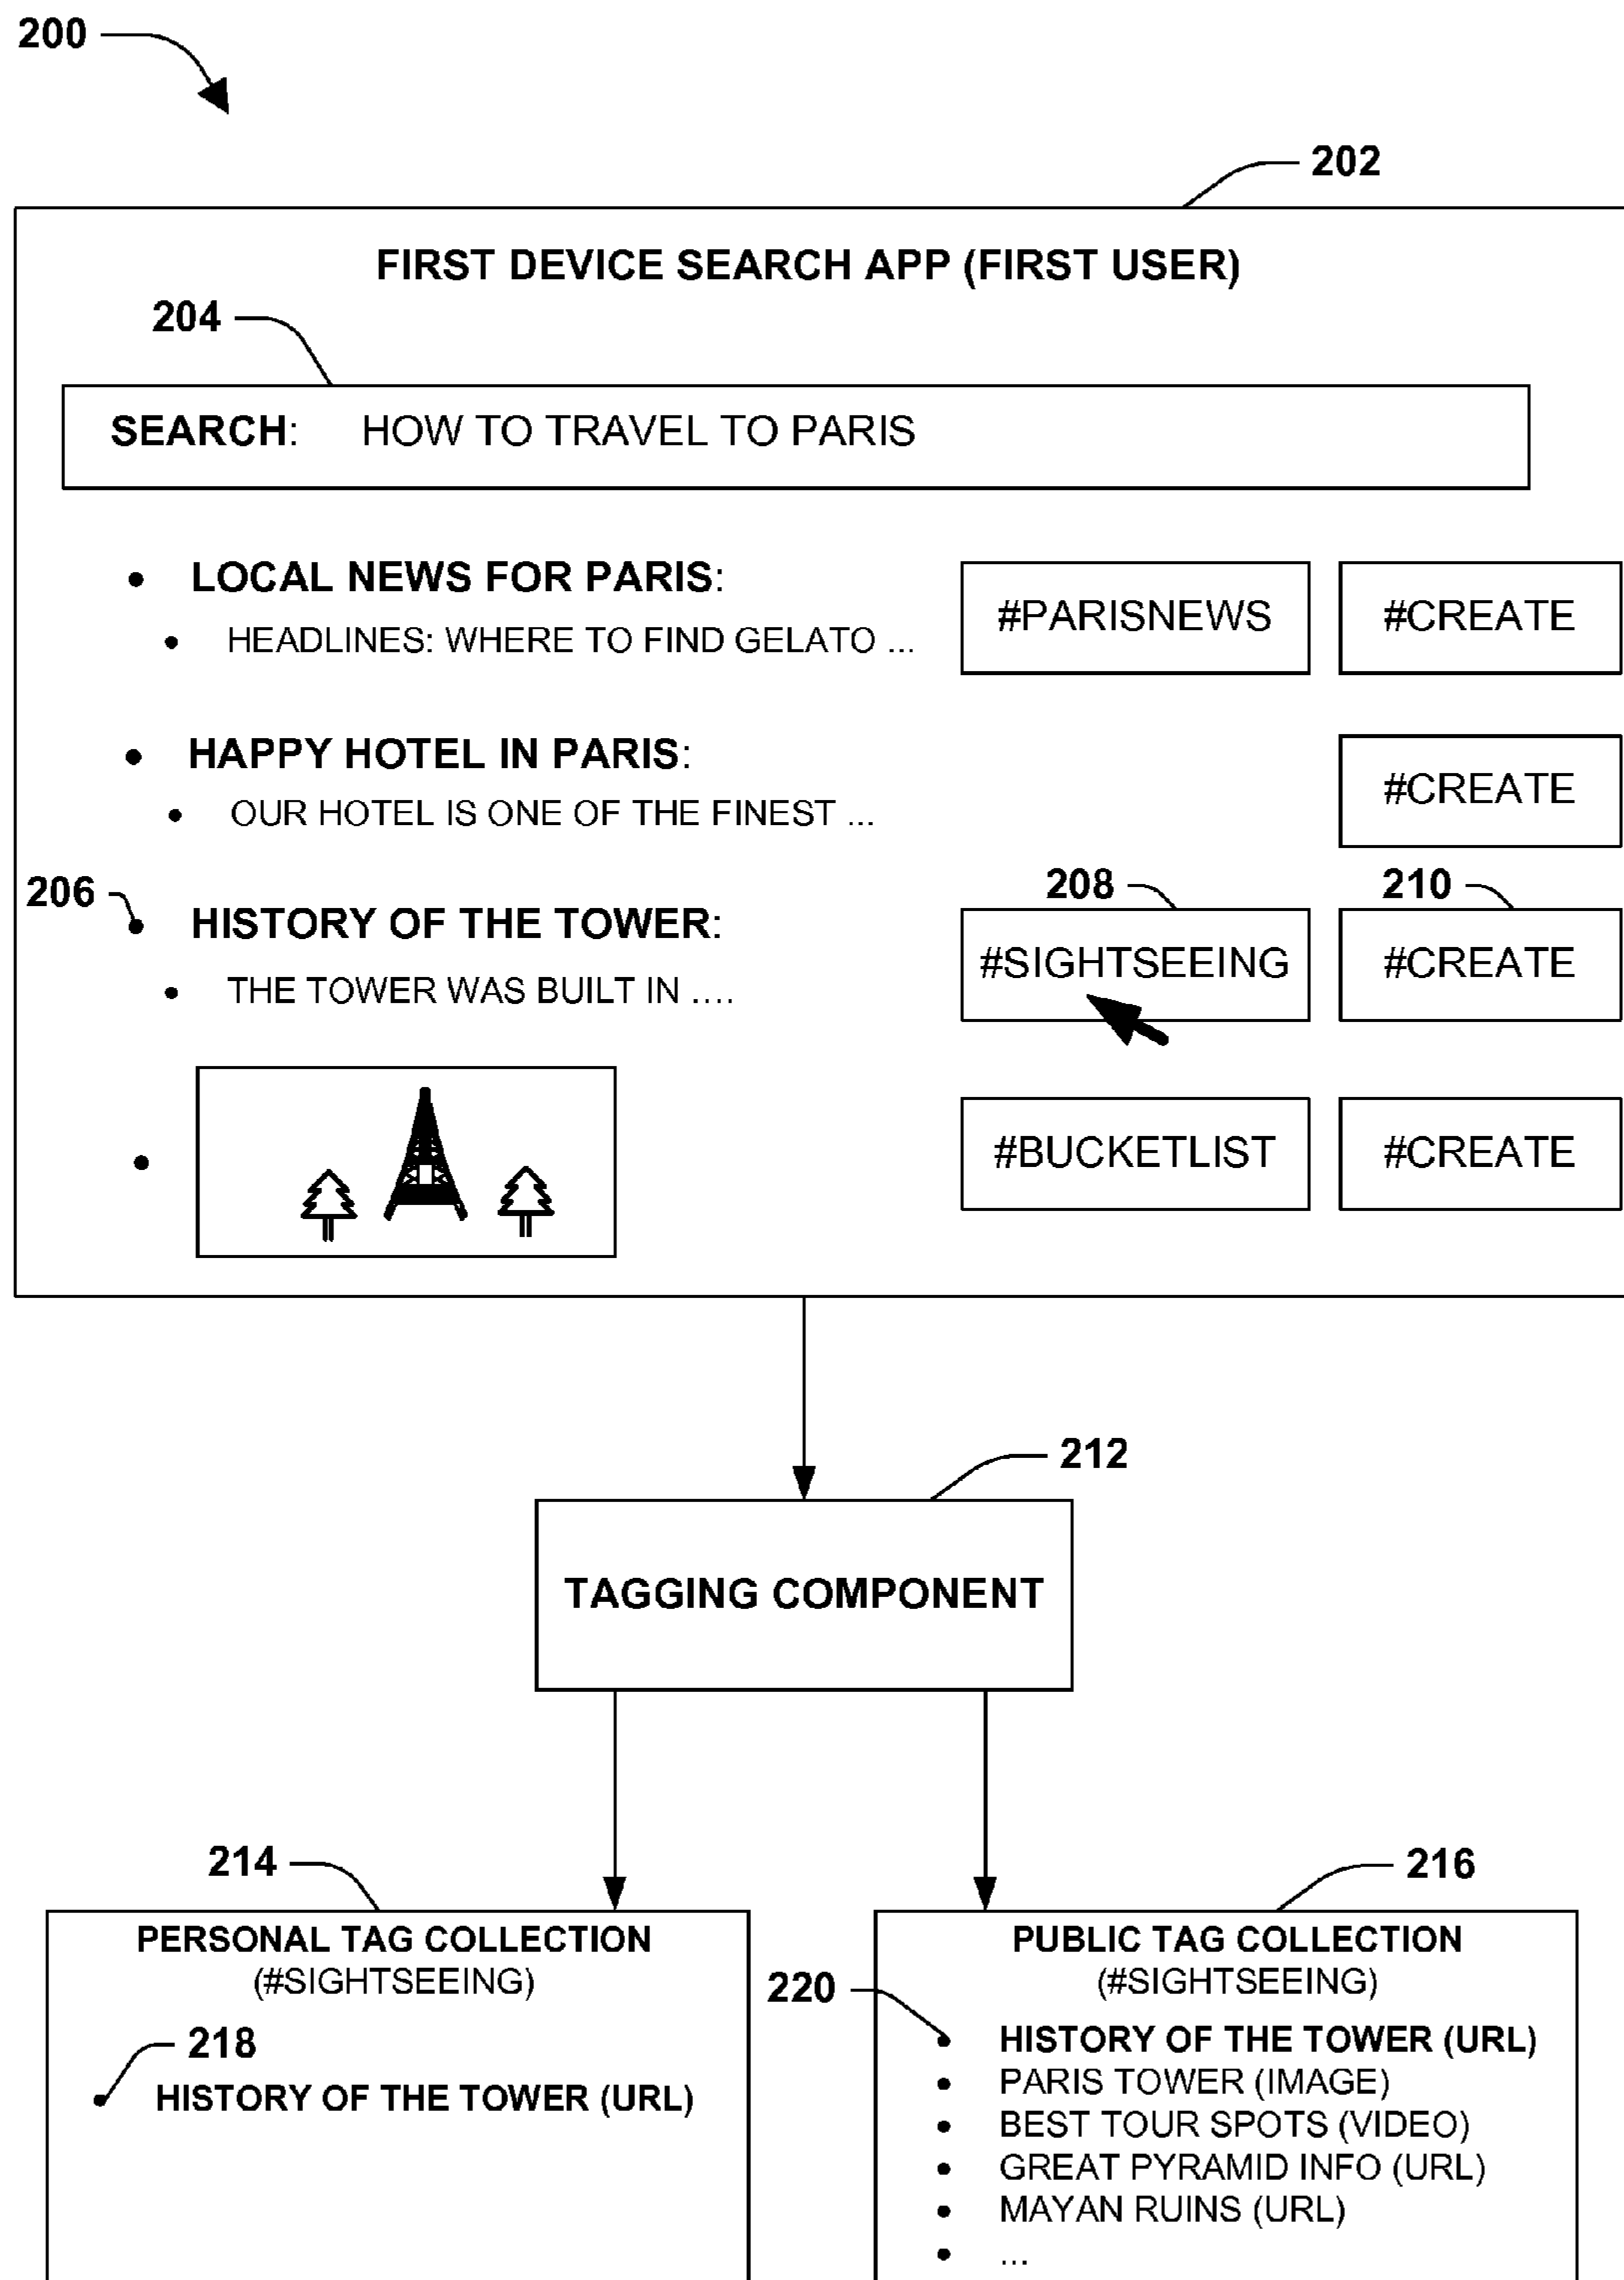 200
202
FIRST DEVICE SEARCH APP (FIRST USER)
204
SEARCH: HOW TO TRAVEL TO PARIS
LOCAL NEWS FOR PARIS:
HEADLINES: WHERE TO FIND GELATO ...
#PARISNEWS
#CREATE
HAPPY HOTEL IN PARIS:
OUR HOTEL IS ONE OF THE FINEST ...
#CREATE
206
HISTORY OF THE TOWER:
THE TOWER WAS BUILT IN ....
208
#SIGHTSEEING
210
#CREATE
#BUCKETLIST
#CREATE
212
TAGGING COMPONENT
214
PERSONAL TAG COLLECTION
(#SIGHTSEEING)
218
HISTORY OF THE TOWER (URL)
216
PUBLIC TAG COLLECTION
(#SIGHTSEEING)
220
HISTORY OF THE TOWER (URL)
PARIS TOWER (IMAGE)
BEST TOUR SPOTS (VIDEO)
GREAT PYRAMID INFO (URL)
MAYAN RUINS (URL)
...